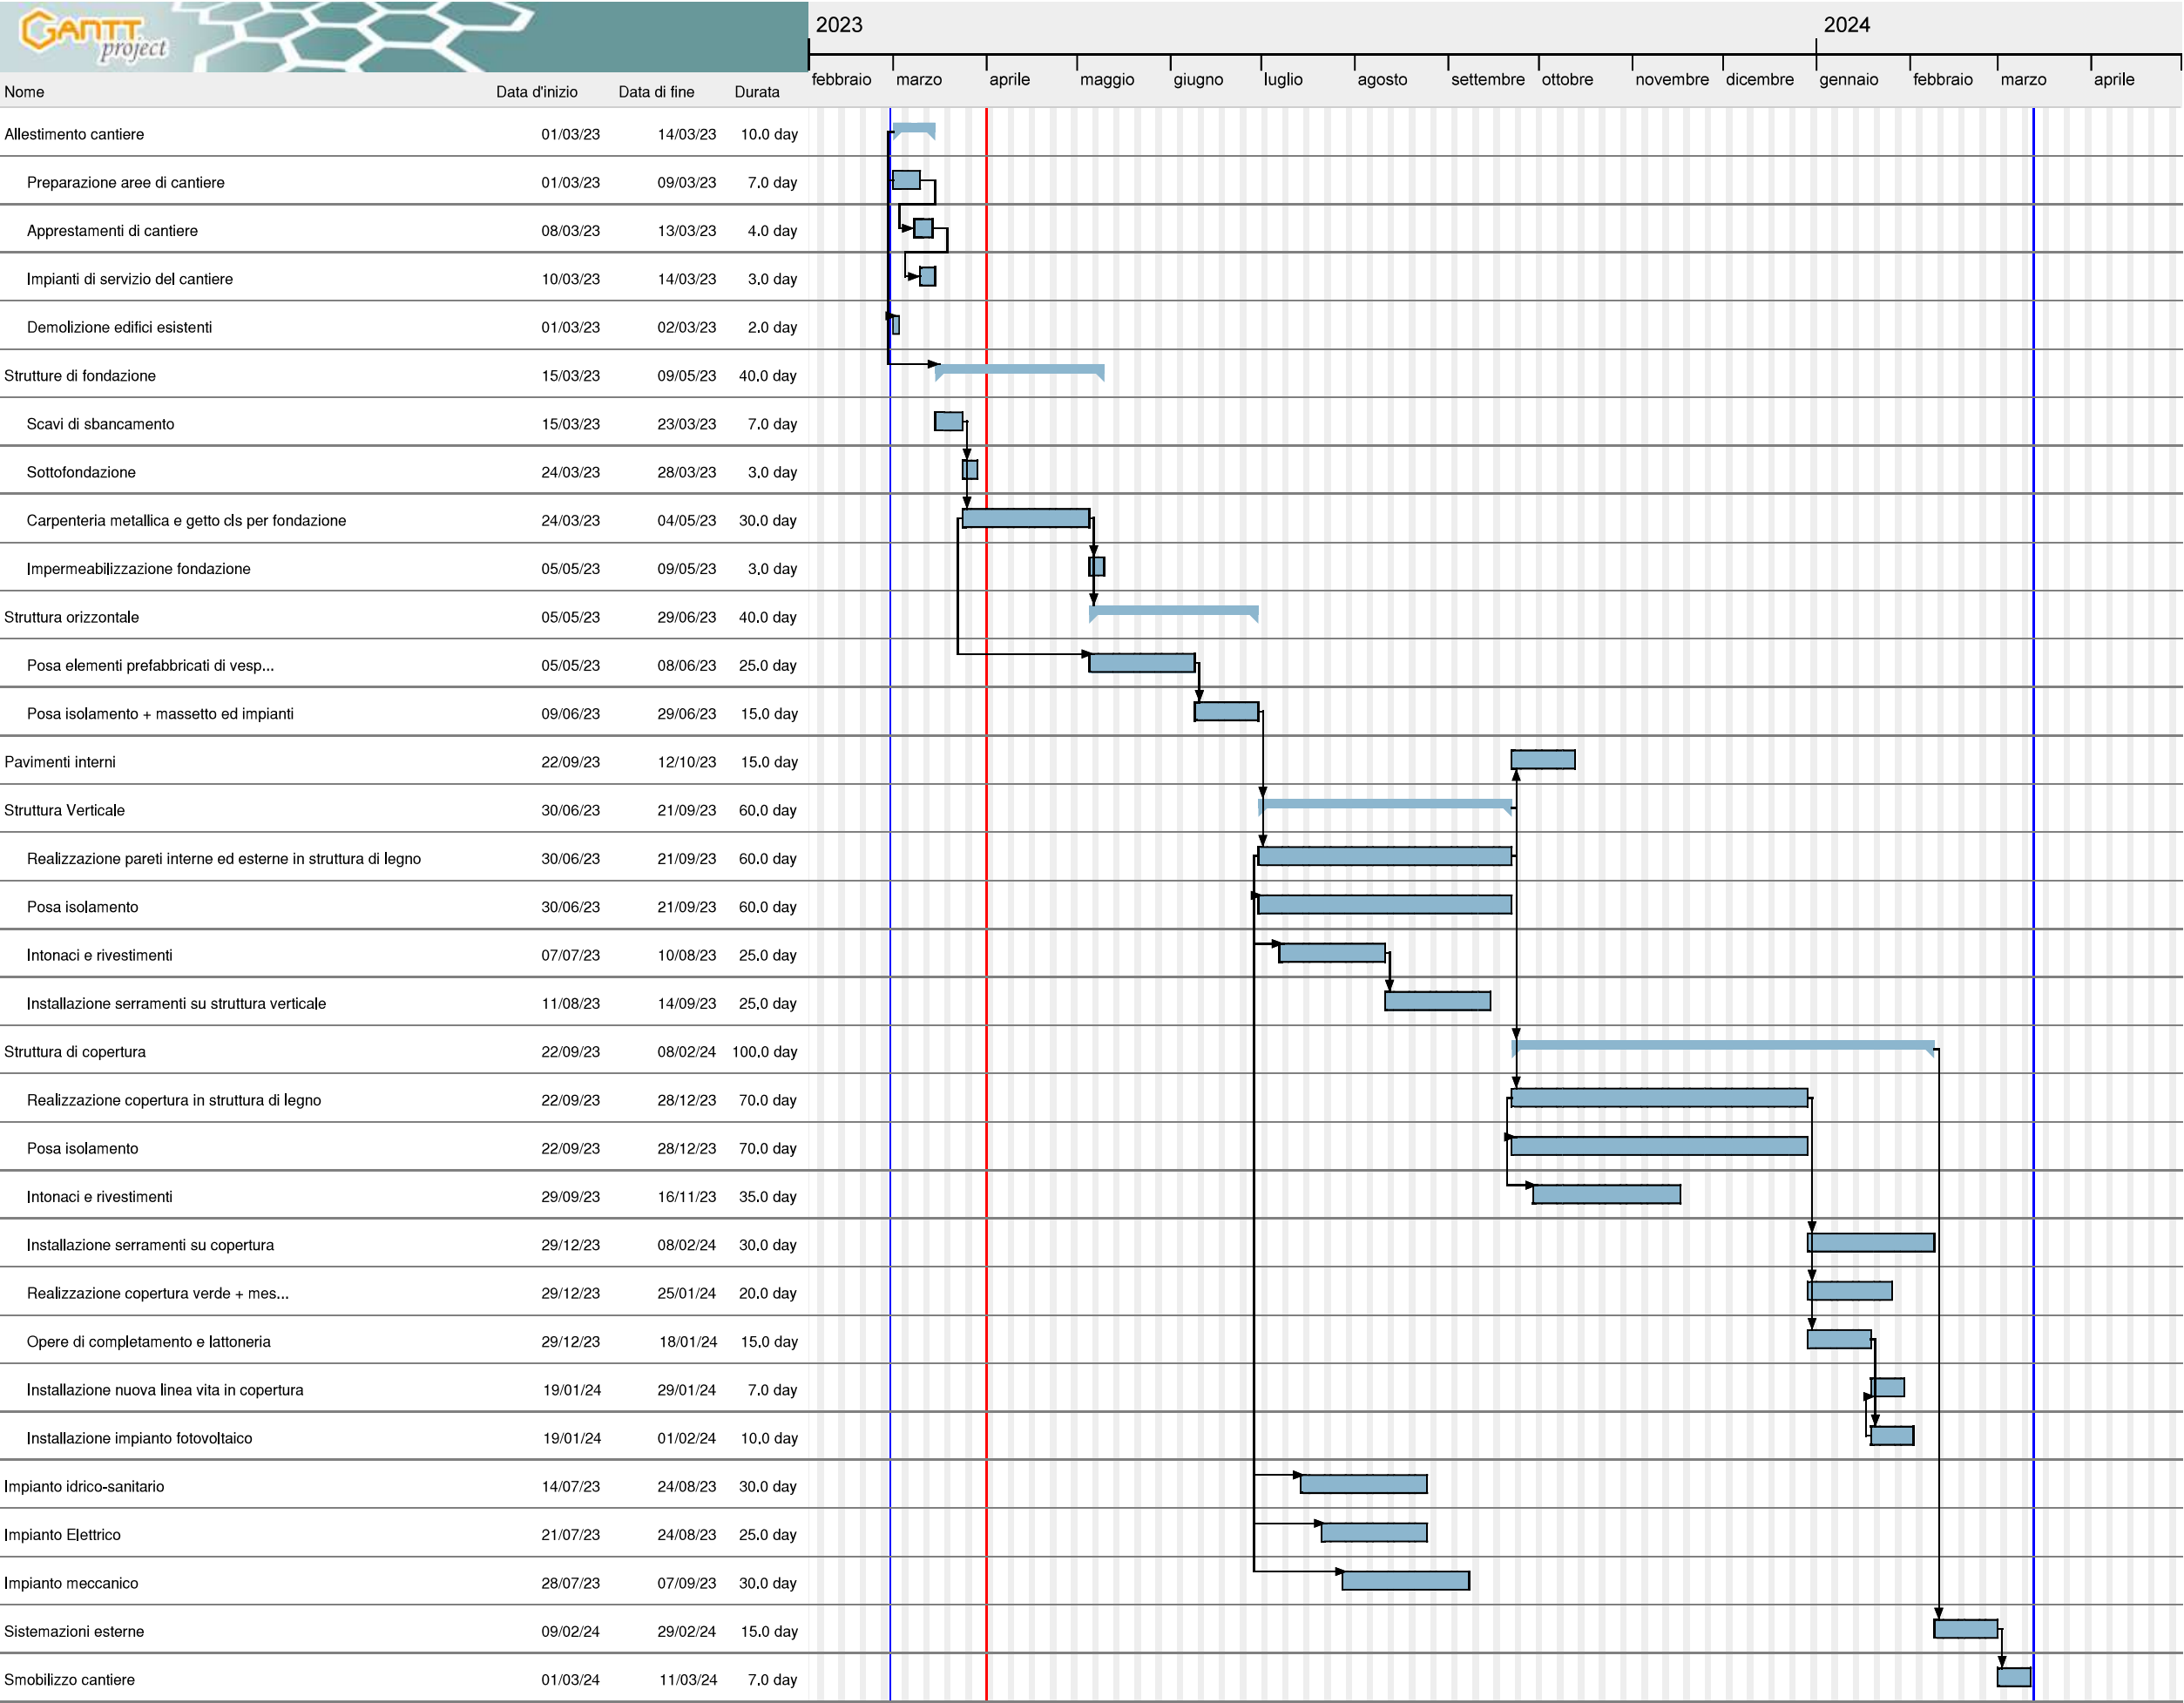 GANTT
project
2023 2024
febbraio marzo aprile maggio giugno luglio agosto settembre ottobre novembre dicembre gennaio febbraio marzo aprile
Nome Data d'inizio Data di fine Durata
Allestimento cantiere 01/03/23 14/03/23 10.0 day
Preparazione aree di cantiere 01/03/23 09/03/23 7.0 day
Apprestamenti di cantiere 08/03/23 13/03/23 4.0 day
Impianti di servizio del cantiere 10/03/23 14/03/23 3.0 day
Demolizione edifici esistenti 01/03/23 02/03/23 2.0 day
Strutture di fondazione 15/03/23 09/05/23 40.0 day
Scavi di sbancamento 15/03/23 23/03/23 7.0 day
Sottofondazione 24/03/23 28/03/23 3.0 day
Carpenteria metallica e getto cls per fondazione 24/03/23 04/05/23 30.0 day
Impermeabilizzazione fondazione 05/05/23 09/05/23 3.0 day
Struttura orizzontale 05/05/23 29/06/23 40.0 day
Posa elementi prefabbricati di vesp... 05/05/23 08/06/23 25.0 day
Posa isolamento + massetto ed impianti 09/06/23 29/06/23 15.0 day
Pavimenti interni 22/09/23 12/10/23 15.0 day
Struttura Verticale 30/06/23 21/09/23 60.0 day
Realizzazione pareti interne ed esterne in struttura di legno 30/06/23 21/09/23 60.0 day
Posa isolamento 30/06/23 21/09/23 60.0 day
Intonaci e rivestimenti 07/07/23 10/08/23 25.0 day
Installazione serramenti su struttura verticale 11/08/23 14/09/23 25.0 day
Struttura di copertura 22/09/23 08/02/24 100.0 day
Realizzazione copertura in struttura di legno 22/09/23 28/12/23 70.0 day
Posa isolamento 22/09/23 28/12/23 70.0 day
Intonaci e rivestimenti 29/09/23 16/11/23 35.0 day
Installazione serramenti su copertura 29/12/23 08/02/24 30.0 day
Realizzazione copertura verde + mes... 29/12/23 25/01/24 20.0 day
Opere di completamento e lattoneria 29/12/23 18/01/24 15.0 day
Installazione nuova linea vita in copertura 19/01/24 29/01/24 7.0 day
Installazione impianto fotovoltaico 19/01/24 01/02/24 10.0 day
Impianto idrico-sanitario 14/07/23 24/08/23 30.0 day
Impianto Elettrico 21/07/23 24/08/23 25.0 day
Impianto meccanico 28/07/23 07/09/23 30.0 day
Sistemazioni esterne 09/02/24 29/02/24 15.0 day
Smobilizzo cantiere 01/03/24 11/03/24 7.0 day